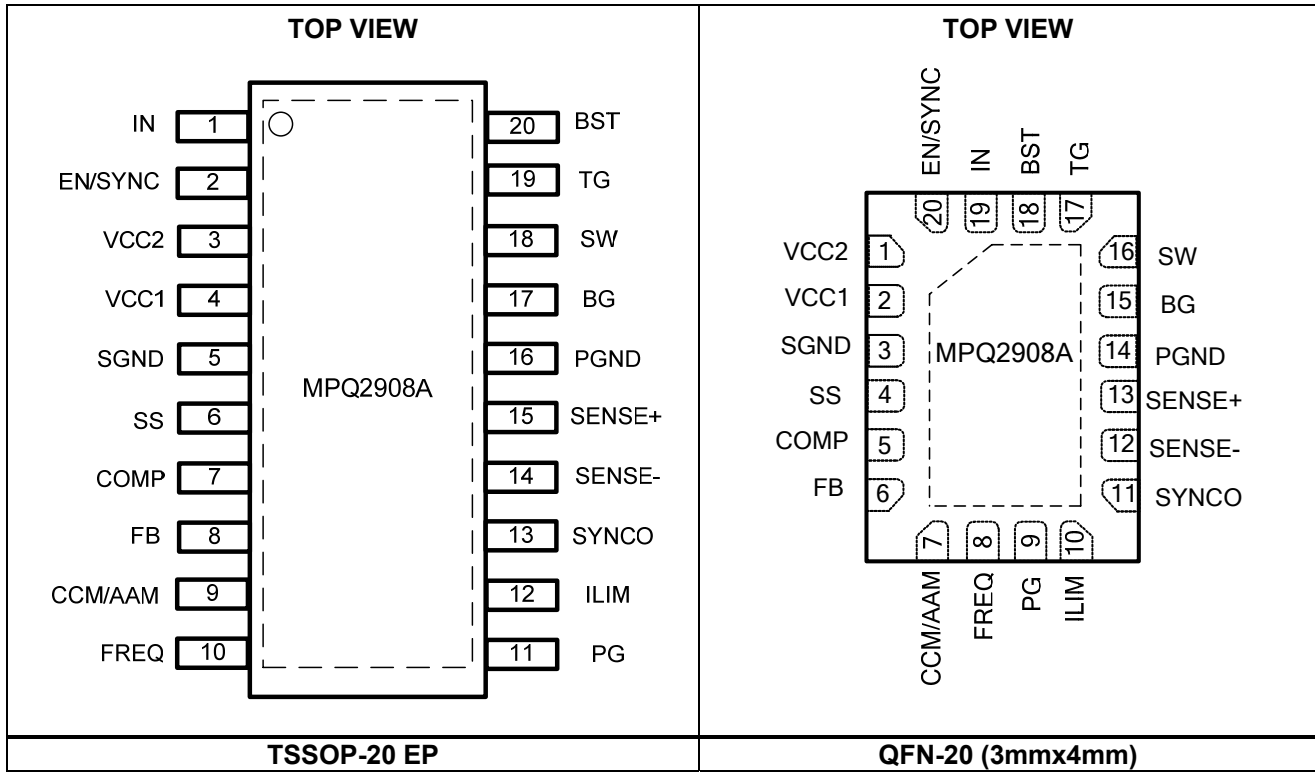 TOP VIEW
IN 1
EN/SYNC 2
VCC2 3
VCC1 4
SGND 5
SS 6
COMP 7
FB 8
CCM/AAM 9
FREQ 10
MPQ2908A
20 BST
19 TG
18 SW
17 BG
16 PGND
15 SENSE+
14 SENSE-
13 SYNCO
12 ILIM
11 PG
TSSOP-20 EP
TOP VIEW
EN/SYNC
IN
BST
TG
20
19
18
17
VCC2 1
VCC1 2
SGND 3
SS 4
COMP 5
FB 6
MPQ2908A
16 SW
15 BG
14 PGND
13 SENSE+
12 SENSE-
11 SYNCO
7
8
9
10
CCM/AAM
FREQ
PG
ILIM
QFN-20 (3mmx4mm)